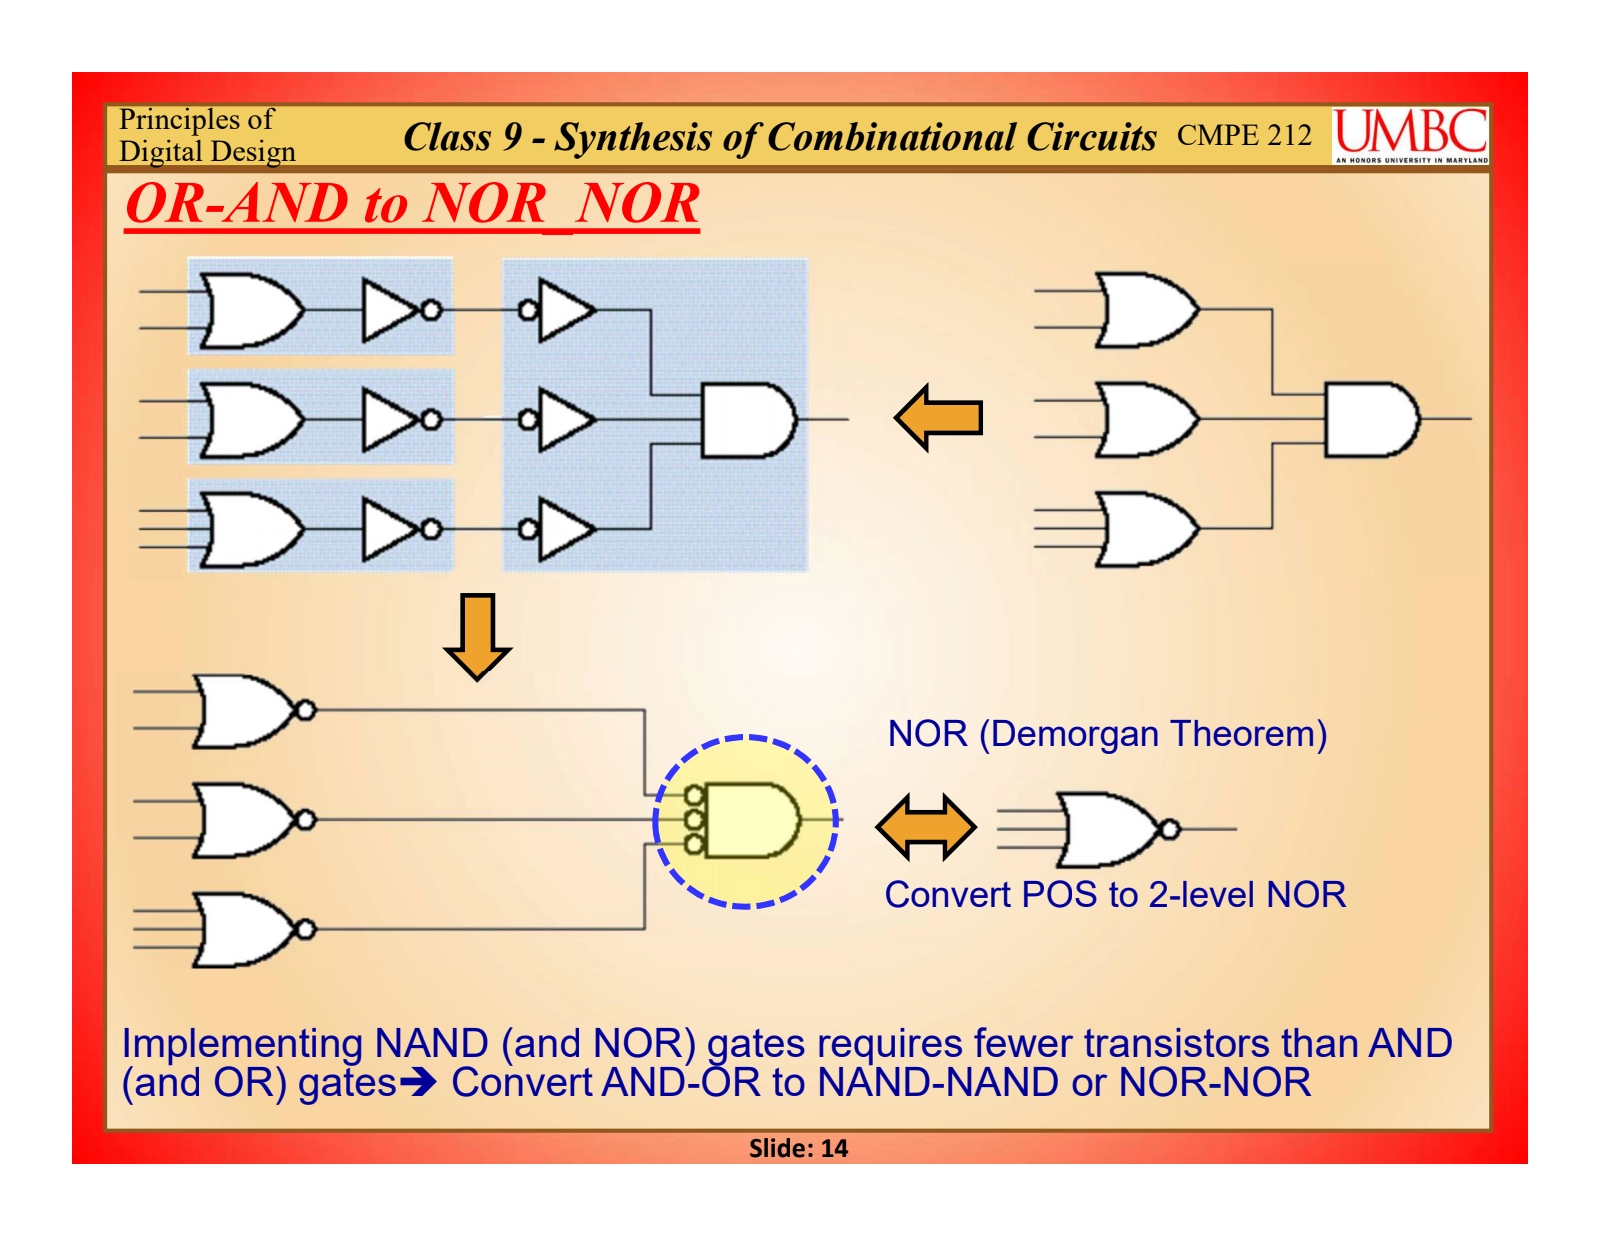 Principles of
Digital Design
Class 9 - Synthesis of Combinational Circuits
CMPE 212
UMBC
AN HONORS UNIVERSITY IN MARYLAND
OR-AND to NOR_NOR
NOR (Demorgan Theorem)
Convert POS to 2-level NOR
Implementing NAND (and NOR) gates requires fewer transistors than AND
(and OR) gates➔ Convert AND-OR to NAND-NAND or NOR-NOR
Slide: 14